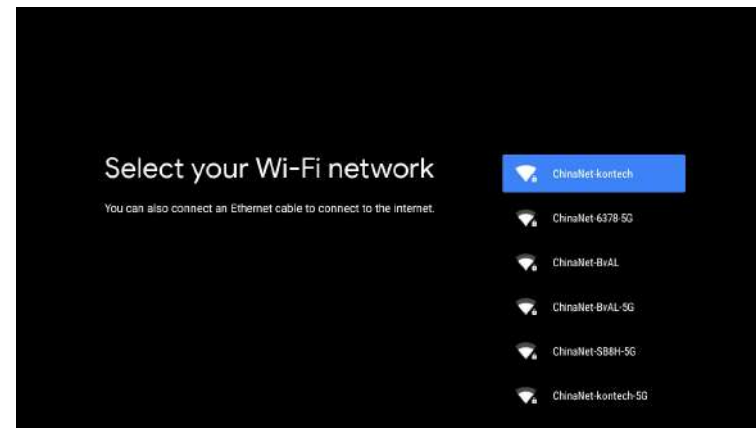 Select your Wi-Fi network
You can also connect an Ethernet cable to connect to the internet.
ChinaNet-kontech
ChinaNet-6378-5G
ChinaNet-BvAL
ChinaNet-BvAL-5G
ChinaNet-SB8H-5G
ChinaNet-kontech-5G